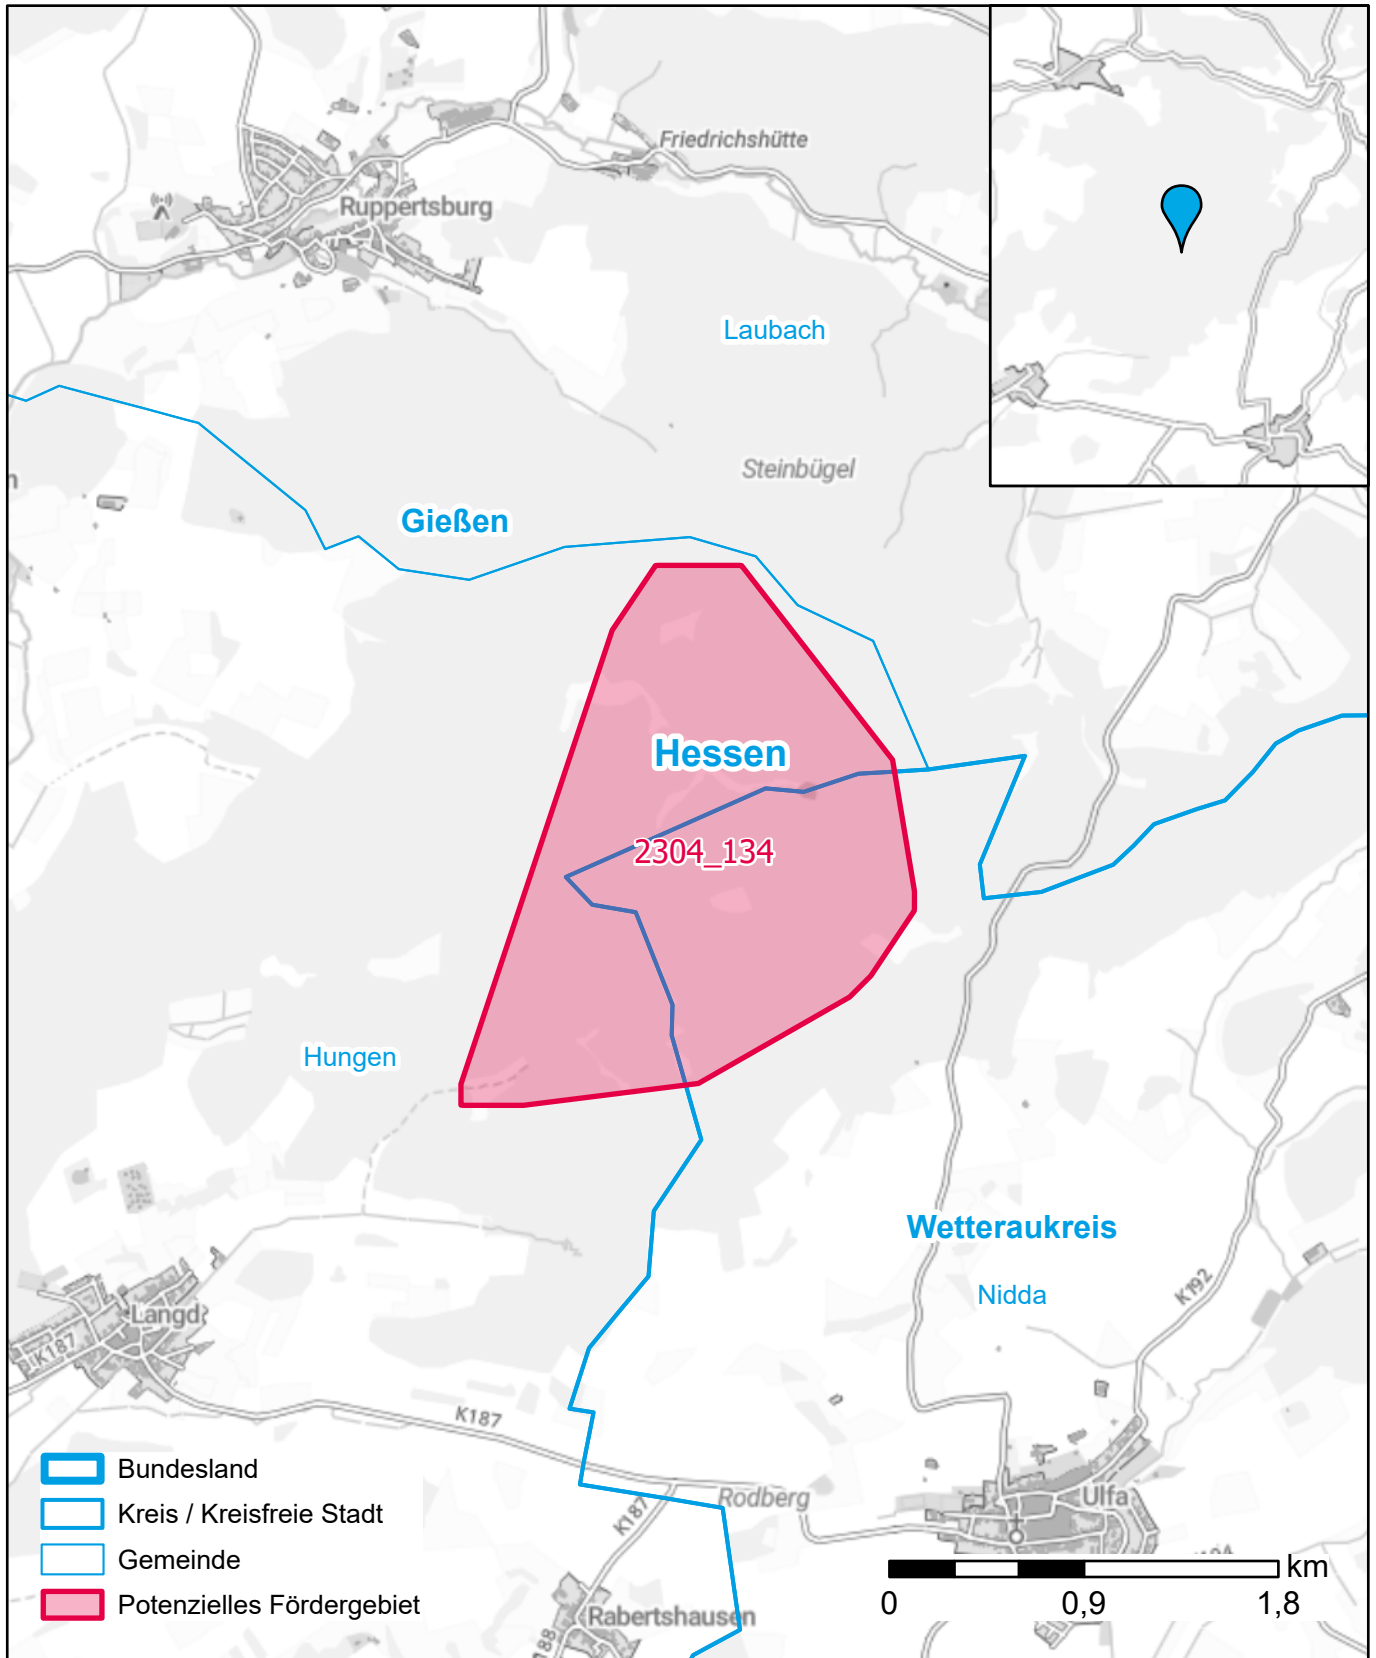 Friedrichshütte
Ruppertsburg
Laubach
Steinbügel
n
Gießen
Hessen
2304_134
Hungen
Wetteraukreis
Nidda
K192
Langd
K187
K187
K187
Rodberg
Ulfa
Rabertshausen
188
Bundesland
Kreis / Kreisfreie Stadt
Gemeinde
Potenzielles Fördergebiet
km
0 0,9 1,8